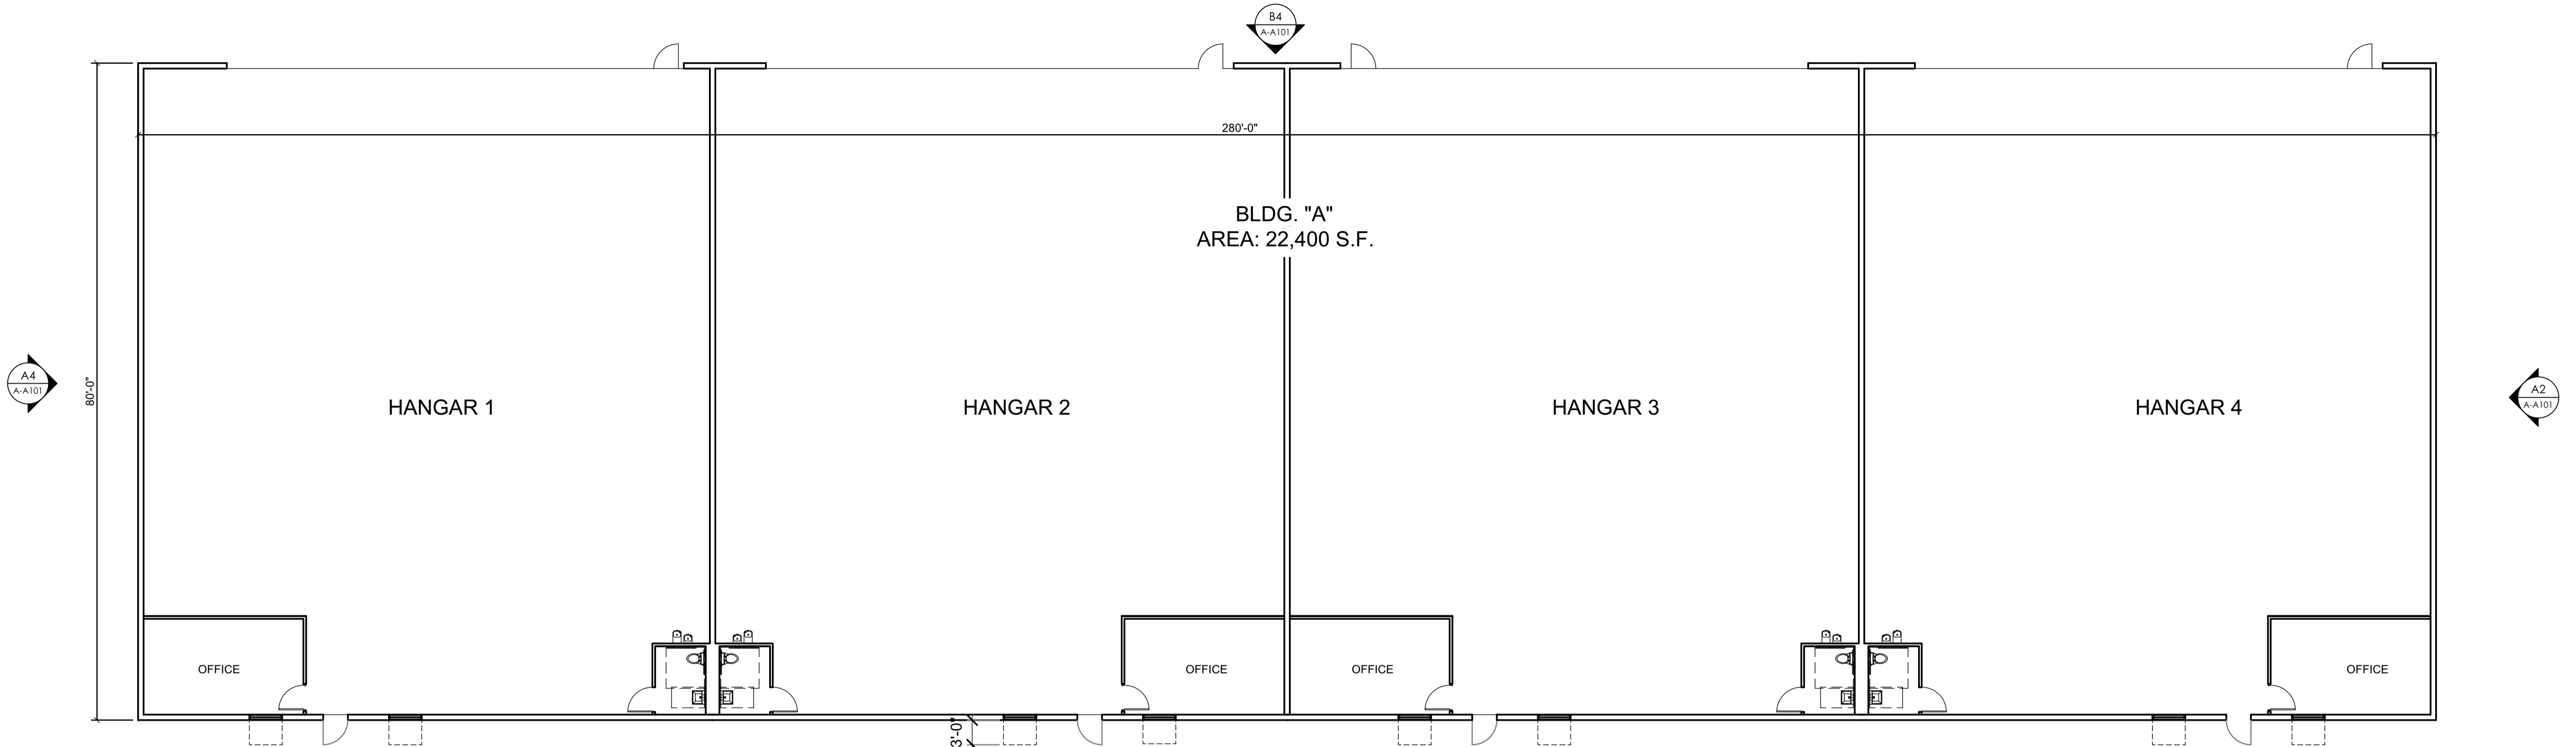 B4
A-A101
280'-0"
BLDG. "A"
AREA: 22,400 S.F.
A4
A-A101
80'-0"
HANGAR 1
HANGAR 2
HANGAR 3
HANGAR 4
A2
A-A101
OFFICE
OFFICE
OFFICE
OFFICE
3'-0"